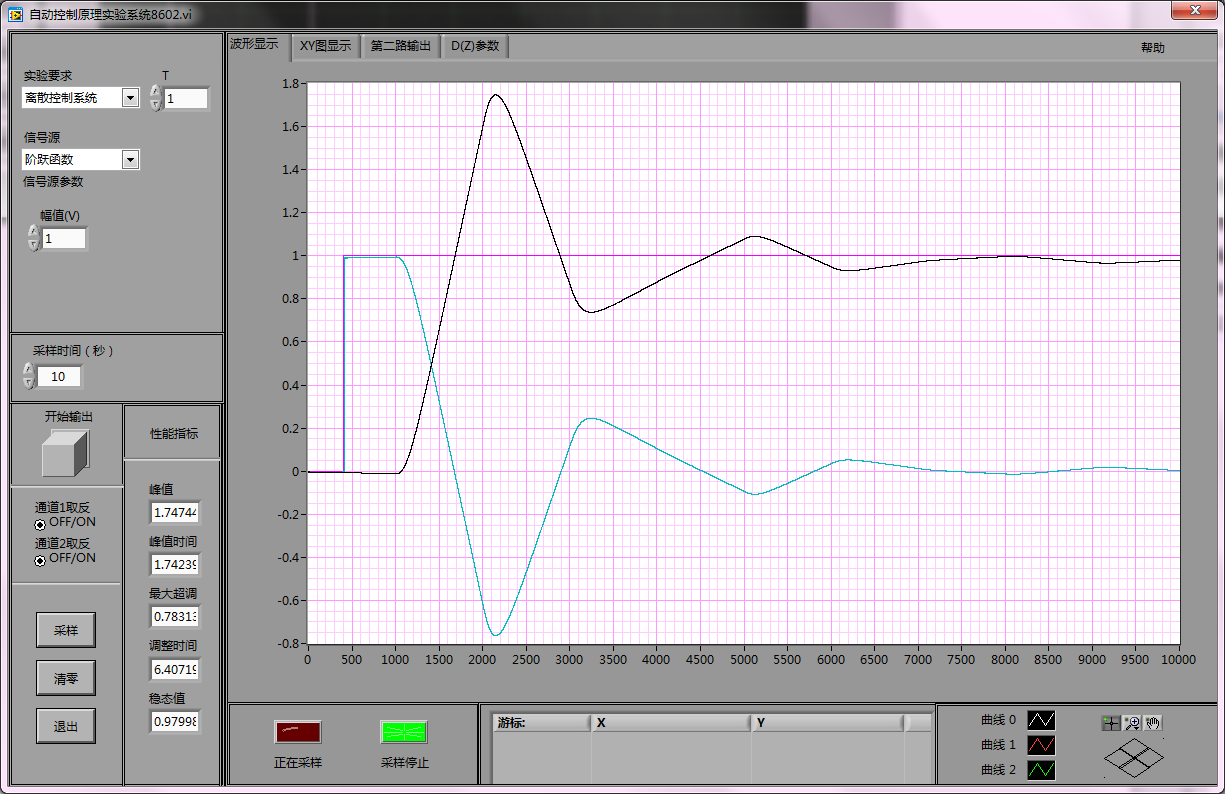 自动控制原理实验系统8602.vi
波形显示 XY图显示 第二路输出 D(Z)参数 帮助
实验要求 T
离散控制系统 1
信号源
阶跃函数
信号源参数
幅值(V)
1
采样时间（秒）
10
开始输出
性能指标
通道1取反
OFF/ON
通道2取反
OFF/ON
采样
清零
退出
峰值
1.74744
峰值时间
1.74239
最大超调
0.78313
调整时间
6.40719
稳态值
0.97998
1.8
1.6
1.4
1.2
1
0.8
0.6
0.4
0.2
0
-0.2
-0.4
-0.6
-0.8
0 500 1000 1500 2000 2500 3000 3500 4000 4500 5000 5500 6000 6500 7000 7500 8000 8500 9000 9500 10000
正在采样 采样停止
游标: X Y
曲线 0
曲线 1
曲线 2